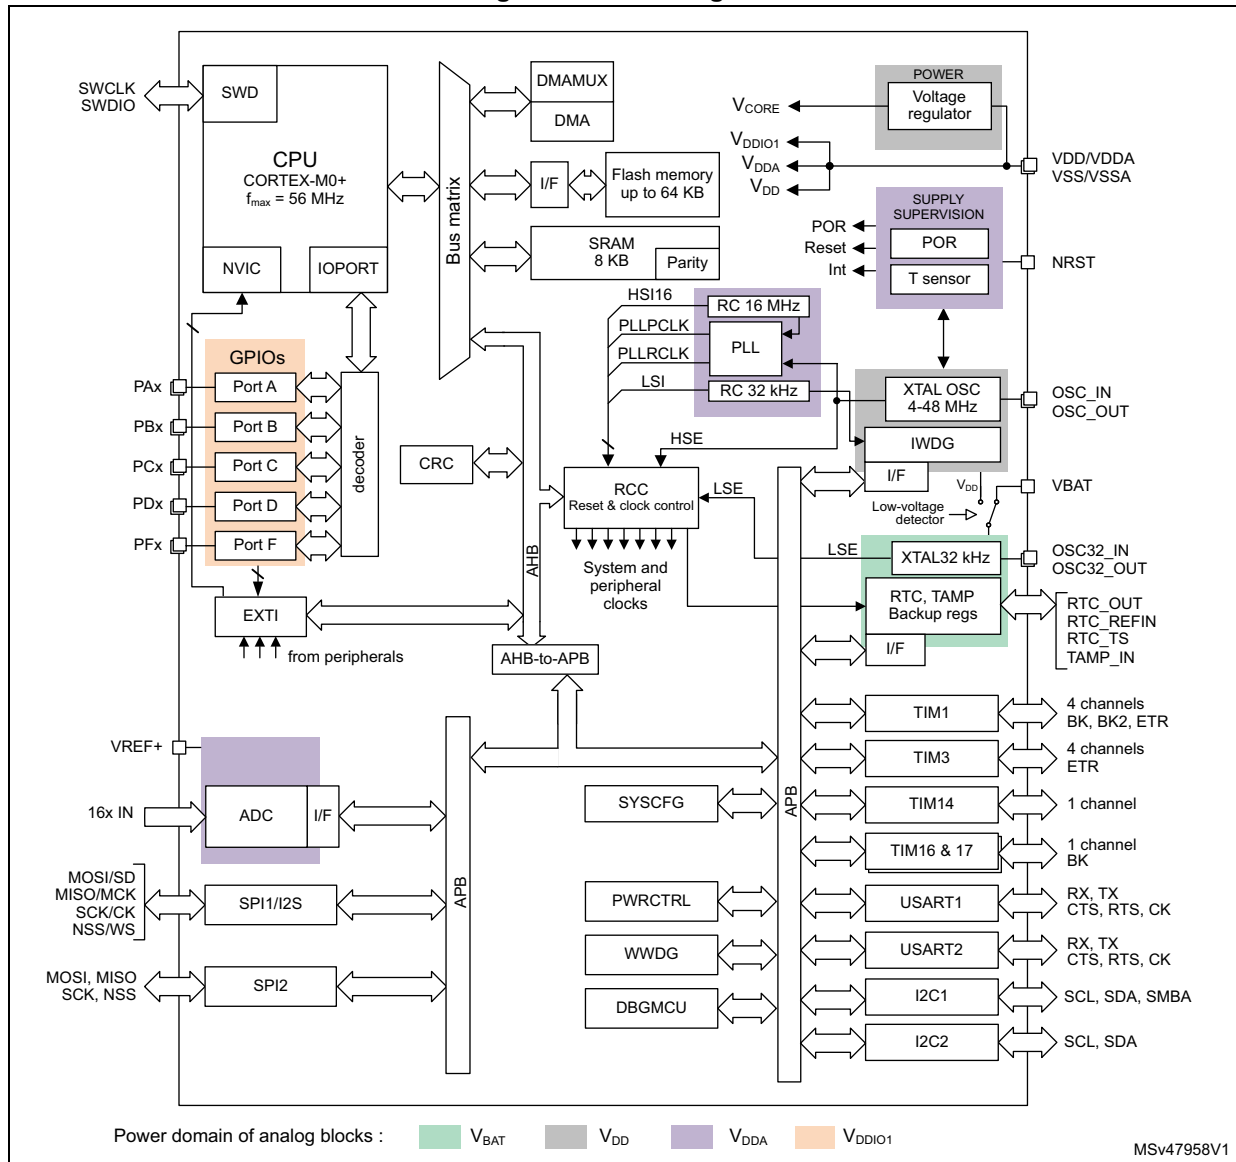 SWCLK
SWDIO
SWD
CPU
CORTEX-M0+
fmax = 56 MHz
NVIC
IOPORT
Bus matrix
DMAMUX
DMA
I/F
Flash memory
up to 64 KB
SRAM
8 KB
Parity
POWER
Voltage
regulator
VCORE
VDDIO1
VDDA
VDD
VDD/VDDA
VSS/VSSA
SUPPLY
SUPERVISION
POR
T sensor
POR
Reset
Int
NRST
HSI16
PLLPCLK
PLLRCLK
LSI
RC 16 MHz
PLL
RC 32 kHz
XTAL OSC
4-48 MHz
OSC_IN
OSC_OUT
IWDG
I/F
HSE
GPIOs
PAx
Port A
PBx
Port B
PCx
Port C
PDx
Port D
PFx
Port F
decoder
CRC
RCC
Reset & clock control
LSE
VDD
VBAT
Low-voltage
detector
LSE
XTAL32 kHz
OSC32_IN
OSC32_OUT
System and
peripheral
clocks
RTC, TAMP
Backup regs
I/F
RTC_OUT
RTC_REFIN
RTC_TS
TAMP_IN
EXTI
from peripherals
AHB
AHB-to-APB
VREF+
16x IN
ADC
I/F
MOSI/SD
MISO/MCK
SCK/CK
NSS/WS
SPI1/I2S
MOSI, MISO
SCK, NSS
SPI2
APB
SYSCFG
PWRCTRL
WWDG
DBGMCU
APB
TIM1
4 channels
BK, BK2, ETR
TIM3
4 channels
ETR
TIM14
1 channel
TIM16 & 17
1 channel
BK
USART1
RX, TX
CTS, RTS, CK
USART2
RX, TX
CTS, RTS, CK
I2C1
SCL, SDA, SMBA
I2C2
SCL, SDA
Power domain of analog blocks :
VBAT
VDD
VDDA
VDDIO1
MSv47958V1